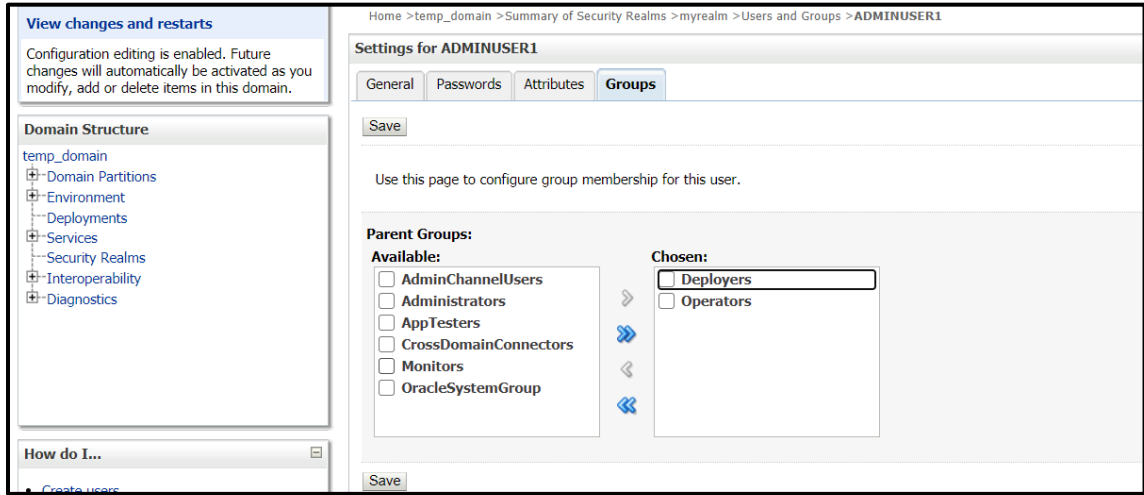 View changes and restarts
Configuration editing is enabled. Future
changes will automatically be activated as you
modify, add or delete items in this domain.
Domain Structure
temp_domain
Domain Partitions
Environment
Deployments
Services
Security Realms
Interoperability
Diagnostics
How do I...
Create users
Home >temp_domain >Summary of Security Realms >myrealm >Users and Groups >ADMINUSER1
Settings for ADMINUSER1
General Passwords Attributes Groups
Save
Use this page to configure group membership for this user.
Parent Groups:
Available:
AdminChannelUsers
Administrators
AppTesters
CrossDomainConnectors
Monitors
OracleSystemGroup
Chosen:
Deployers
Operators
Save